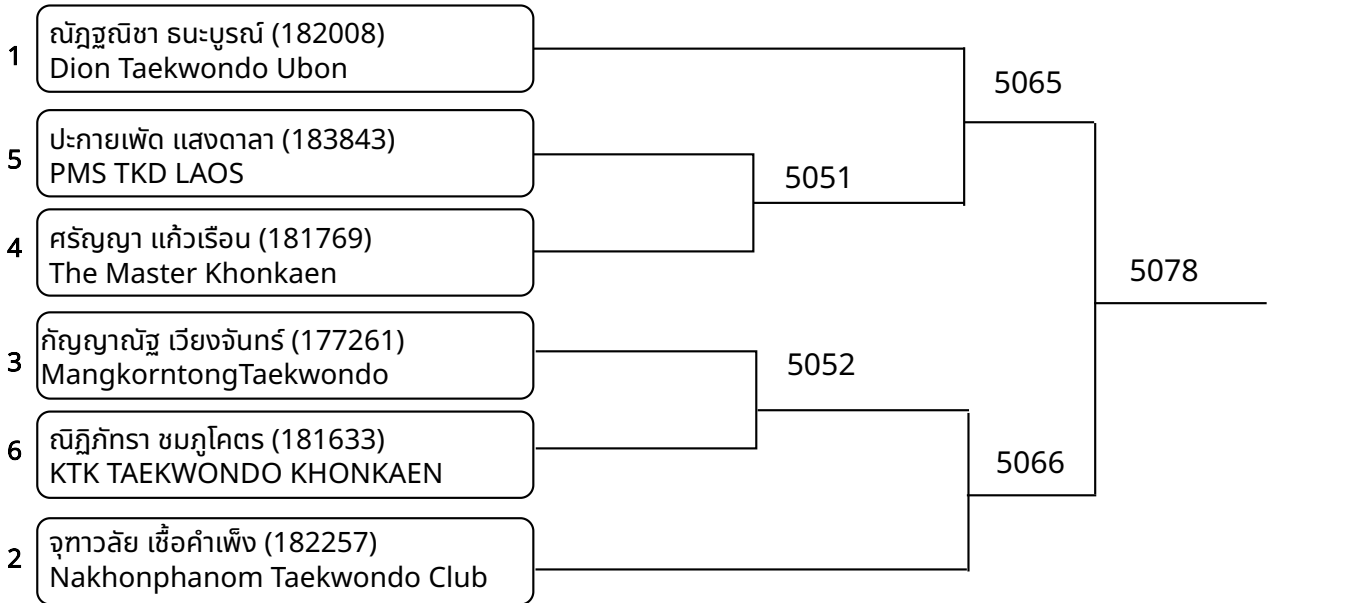 1
ณัฎฐณิชา ธนะบูรณ์ (182008)
Dion Taekwondo Ubon
5065
5
ปะกายเพัด แสงดาลา (183843)
PMS TKD LAOS
5051
4
ศรัญญา แก้วเรือน (181769)
The Master Khonkaen
5078
3
กัญญาณัฐ เวียงจันทร์ (177261)
MangkorntongTaekwondo
5052
6
ณิฏิภัทรา ชมภูโคตร (181633)
KTK TAEKWONDO KHONKAEN
5066
2
จุฑาวลัย เชื้อคำเพ็ง (182257)
Nakhonphanom Taekwondo Club